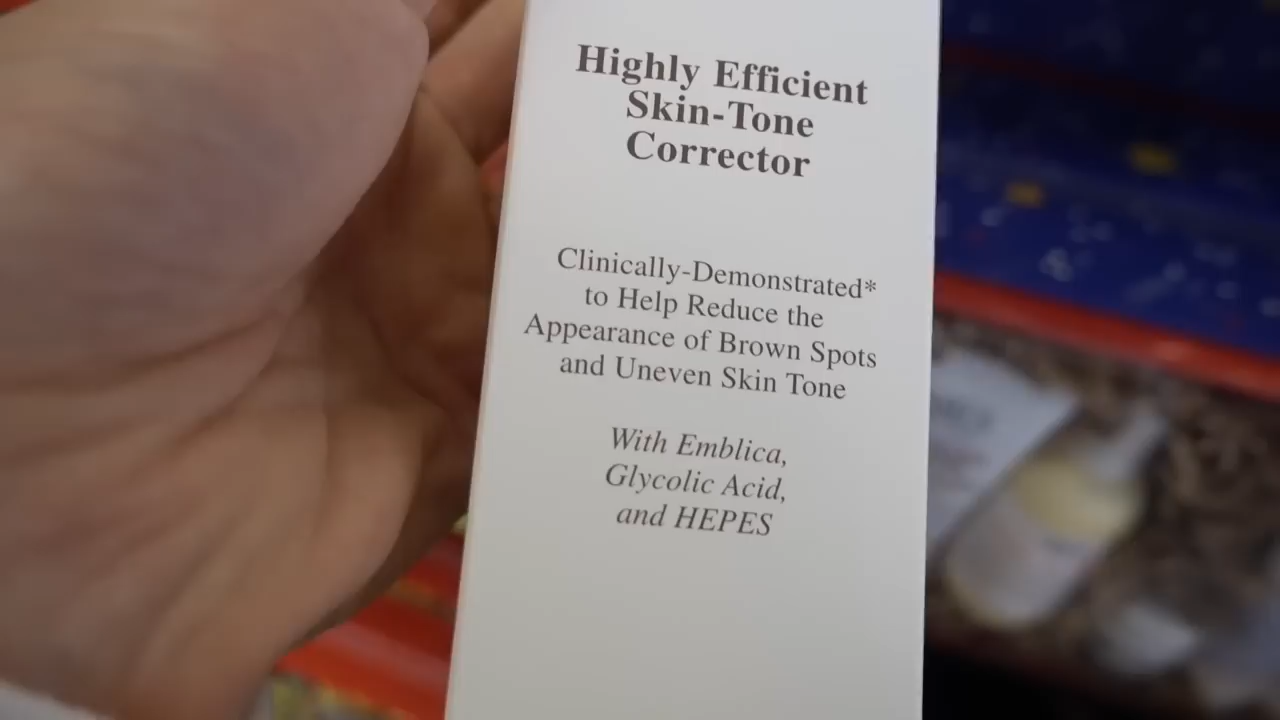 Highly Efficient
Skin-Tone
Corrector
Clinically-Demonstrated*
to Help Reduce the
Appearance of Brown Spots
and Uneven Skin Tone
With Emblica,
Glycolic Acid,
and HEPES